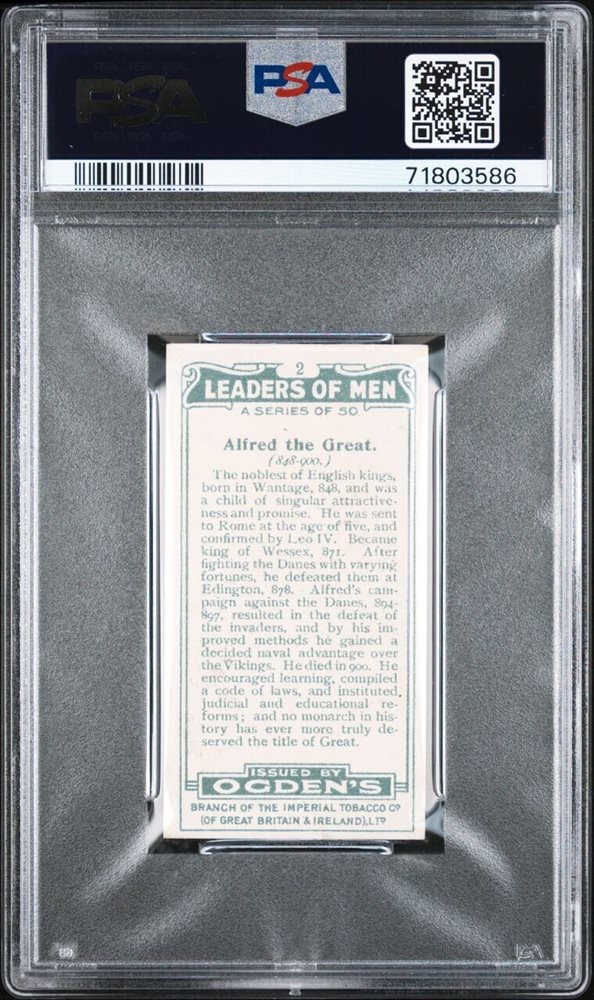 PSA
PSA
71803586
2
LEADERS OF MEN
A SERIES OF 50
Alfred the Great.
(848-900.)
The noblest of English kings,
born in Wantage, 848, and was
a child of singular attractive-
ness and promise. He was sent
to Rome at the age of five, and
confirmed by Leo IV. Became
king of Wessex, 871. After
fighting the Danes with varying
fortunes, he defeated them at
Edington, 878. Alfred's cam-
paign against the Danes, 894-
897, resulted in the defeat of
the invaders, and by his im-
proved methods he gained a
decided naval advantage over
the Vikings. He died in 900. He
encouraged learning, compiled
a code of laws, and instituted
judicial and educational re-
forms; and no monarch in his-
tory has ever more truly de-
served the title of Great.
ISSUED BY
OGDEN'S
BRANCH OF THE IMPERIAL TOBACCO CO
(OF GREAT BRITAIN & IRELAND), LTD